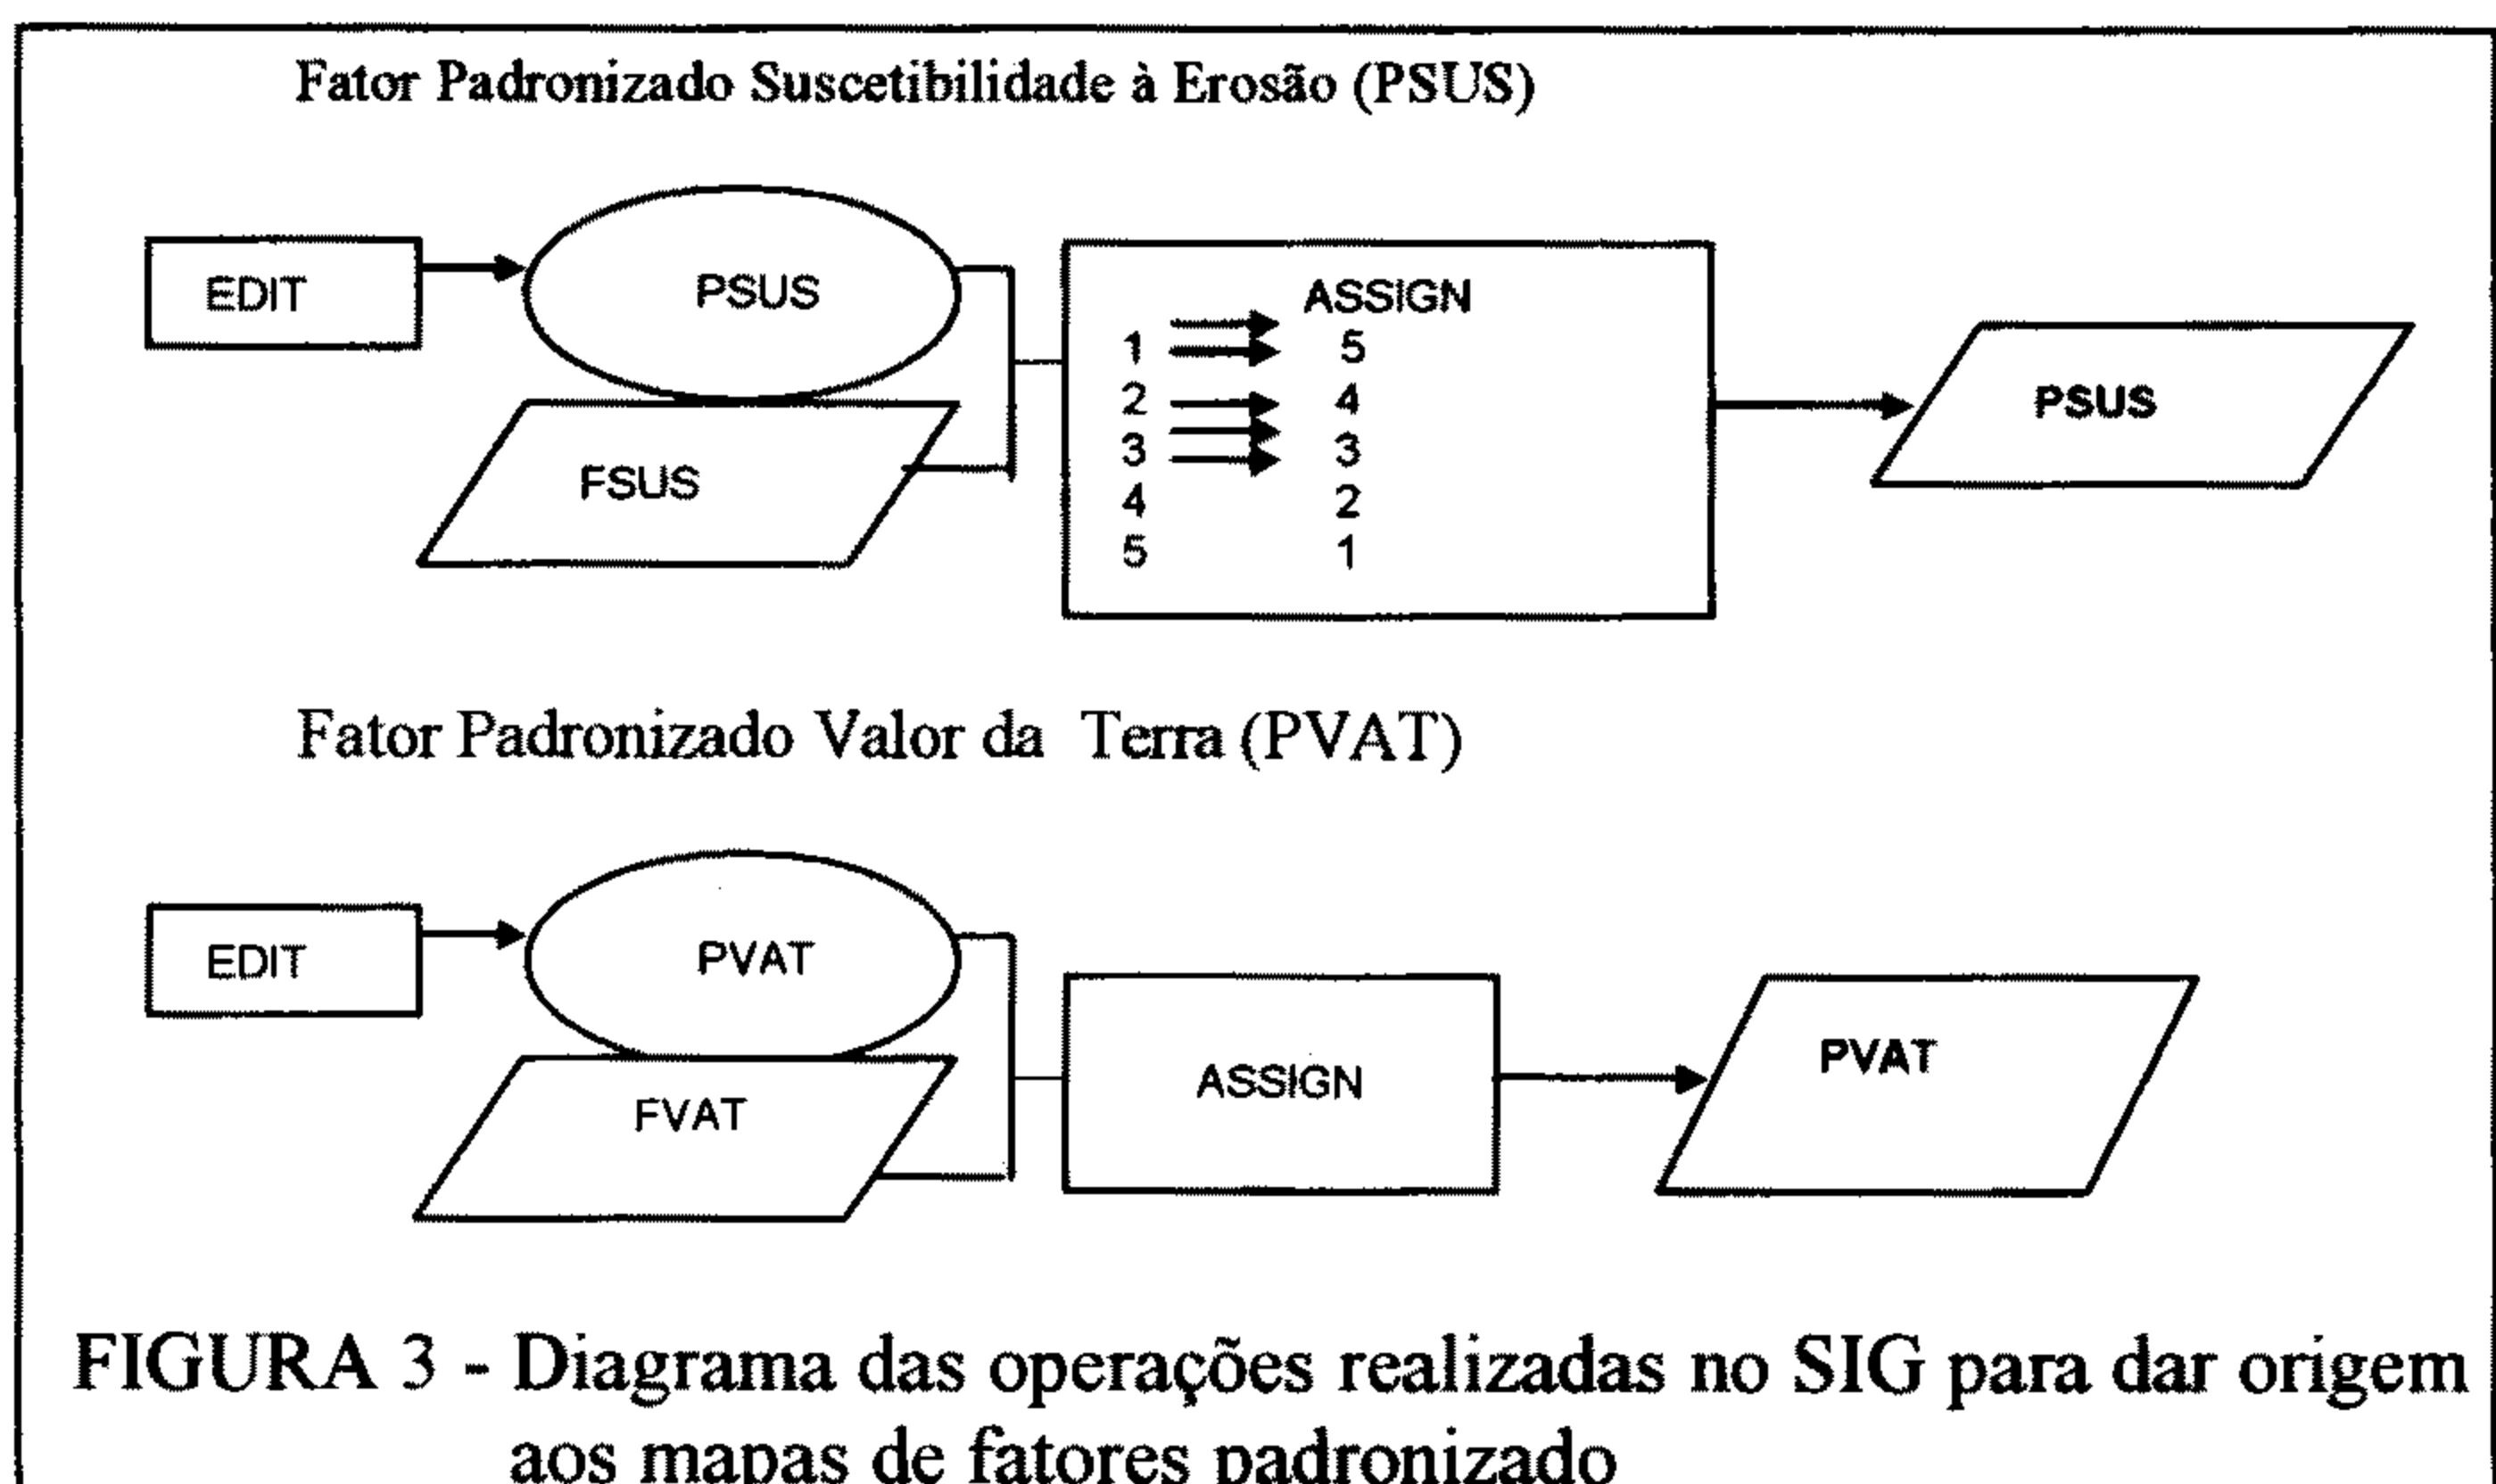 Fator Padronizado Suscetibilidade à Erosão (PSUS)
EDIT
PSUS
FSUS
ASSIGN
1 5
2 4
3 3
4 2
5 1
PSUS
Fator Padronizado Valor da Terra (PVAT)
EDIT
PVAT
FVAT
ASSIGN
PVAT
FIGURA 3 - Diagrama das operações realizadas no SIG para dar origem
aos mapas de fatores padronizado